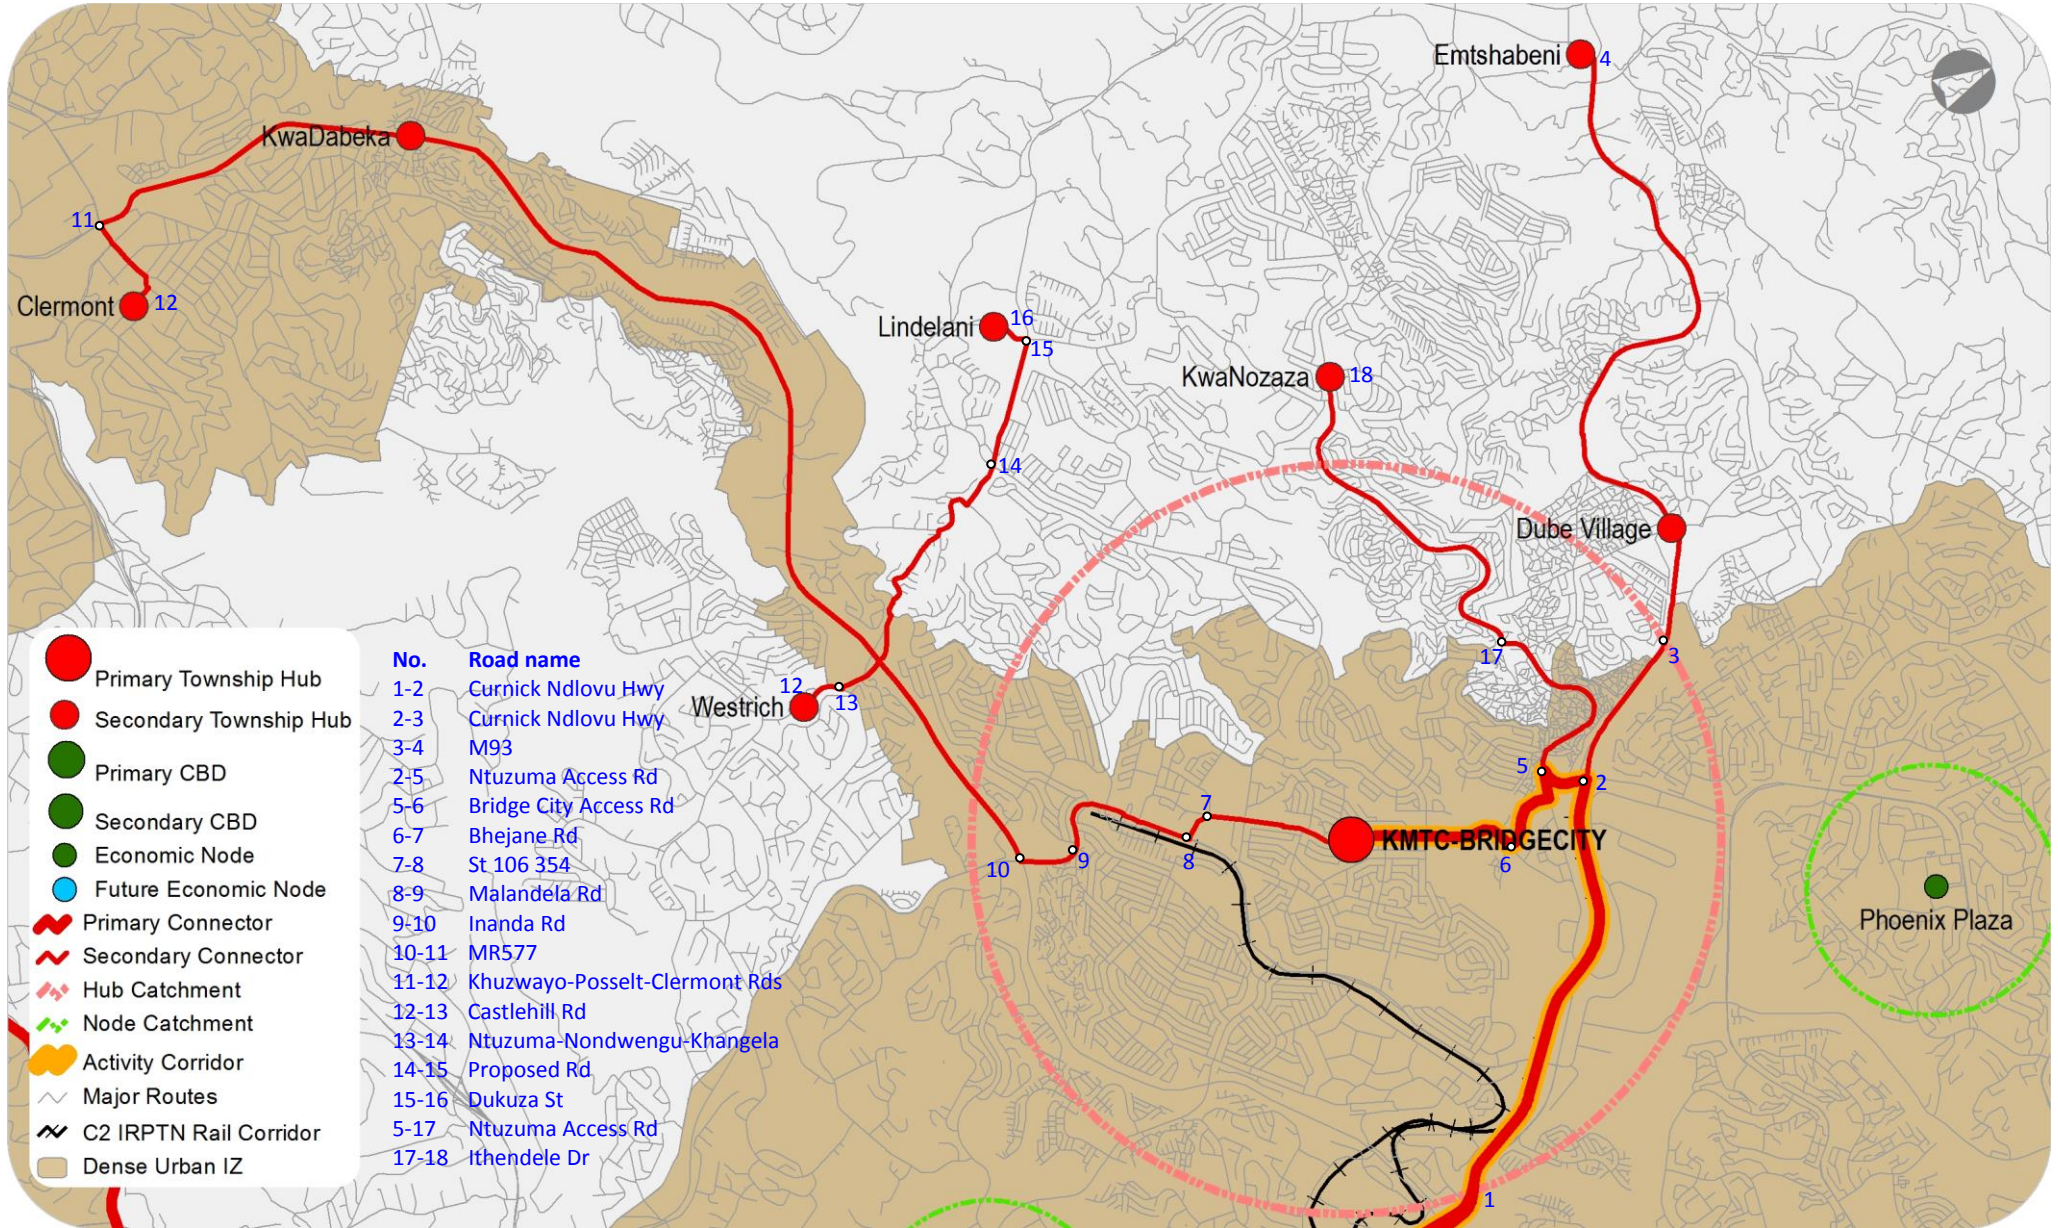 Emtshabeni 4
KwaDabeka
11
Clermont 12
Lindelani 16
15
KwaNozaza 18
14
Dube Village
17
3
12
Westrich 13
5
2
7
KMTC-BRIDGECITY
10
9
8
6
Phoenix Plaza
1
Primary Township Hub
Secondary Township Hub
Primary CBD
Secondary CBD
Economic Node
Future Economic Node
Primary Connector
Secondary Connector
Hub Catchment
Node Catchment
Activity Corridor
Major Routes
C2 IRPTN Rail Corridor
Dense Urban IZ
No. Road name
1-2 Curnick Ndlovu Hwy
2-3 Curnick Ndlovu Hwy
3-4 M93
2-5 Ntuzuma Access Rd
5-6 Bridge City Access Rd
6-7 Bhejane Rd
7-8 St 106 354
8-9 Malandela Rd
9-10 Inanda Rd
10-11 MR577
11-12 Khuzwayo-Posselt-Clermont Rds
12-13 Castlehill Rd
13-14 Ntuzuma-Nondwengu-Khangela
14-15 Proposed Rd
15-16 Dukuza St
5-17 Ntuzuma Access Rd
17-18 Ithendele Dr